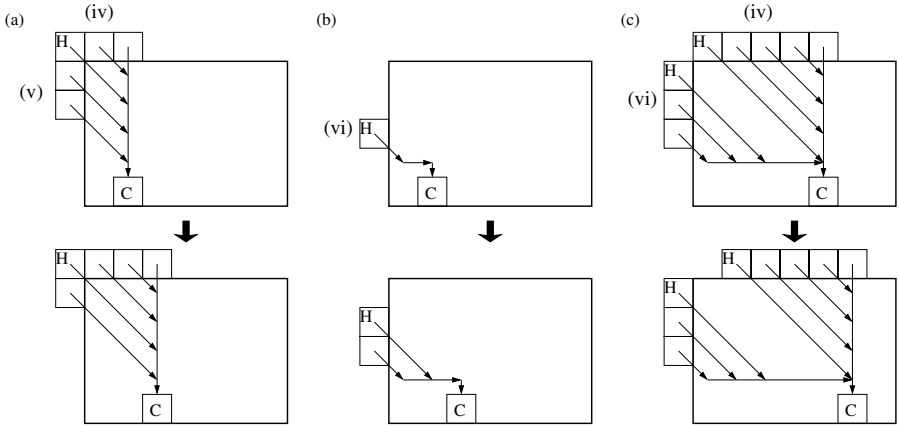 (a) (iv) (b) (c) (iv)
H H
(v) H
(vi) H (vi)
C C C
H H
H
H
C C C